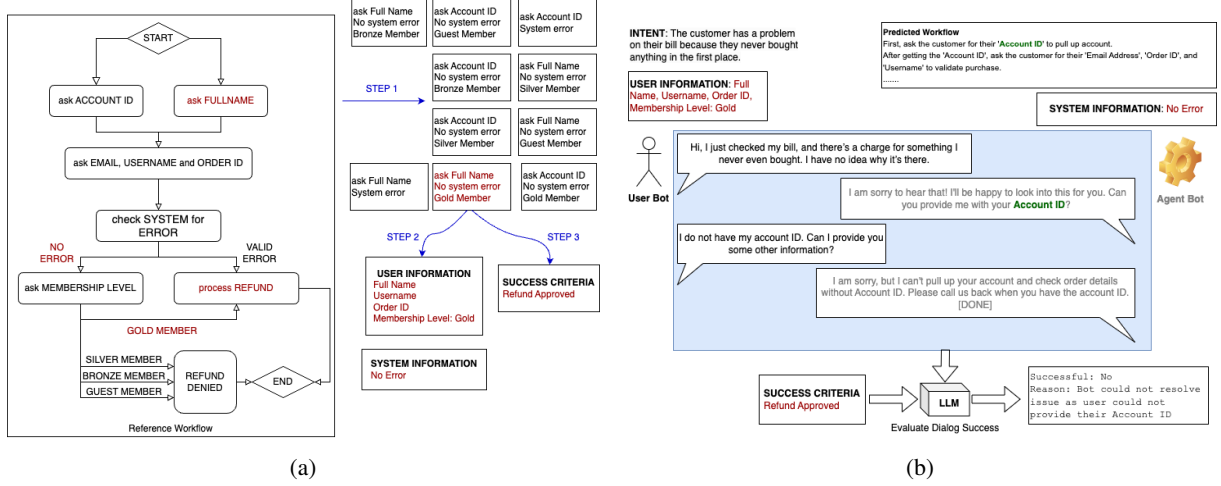 START
ask ACCOUNT ID
ask FULLNAME
ask EMAIL, USERNAME and ORDER ID
check SYSTEM for
ERROR
NO
ERROR
VALID
ERROR
ask MEMBERSHIP LEVEL
process REFUND
GOLD MEMBER
SILVER MEMBER
BRONZE MEMBER
GUEST MEMBER
REFUND
DENIED
END
Reference Workflow
STEP 1
ask Full Name
No system error
Bronze Member
ask Account ID
No system error
Guest Member
ask Account ID
System error
ask Account ID
No system error
Bronze Member
ask Full Name
No system error
Silver Member
ask Account ID
No system error
Silver Member
ask Full Name
No system error
Guest Member
ask Full Name
System error
ask Full Name
No system error
Gold Member
ask Account ID
No system error
Gold Member
STEP 2
STEP 3
USER INFORMATION
Full Name
Username
Order ID
Membership Level: Gold
SUCCESS CRITERIA
Refund Approved
SYSTEM INFORMATION
No Error
(a)
INTENT: The customer has a problem
on their bill because they never bought
anything in the first place.
USER INFORMATION: Full
Name, Username, Order ID,
Membership Level: Gold
Predicted Workflow
First, ask the customer for their 'Account ID' to pull up account.
After getting the 'Account ID', ask the customer for their 'Email Address', 'Order ID', and
'Username' to validate purchase.
.......
SYSTEM INFORMATION: No Error
User Bot
Hi, I just checked my bill, and there's a charge for something I
never even bought. I have no idea why it's there.
Agent Bot
I am sorry to hear that! I'll be happy to look into this for you. Can
you provide me with your Account ID?
I do not have my account ID. Can I provide you
some other information?
I am sorry, but I can't pull up your account and check order details
without Account ID. Please call us back when you have the account ID.
[DONE]
SUCCESS CRITERIA
Refund Approved
LLM
Evaluate Dialog Success
Successful: No
Reason: Bot could not resolve
issue as user could not
provide their Account ID
(b)